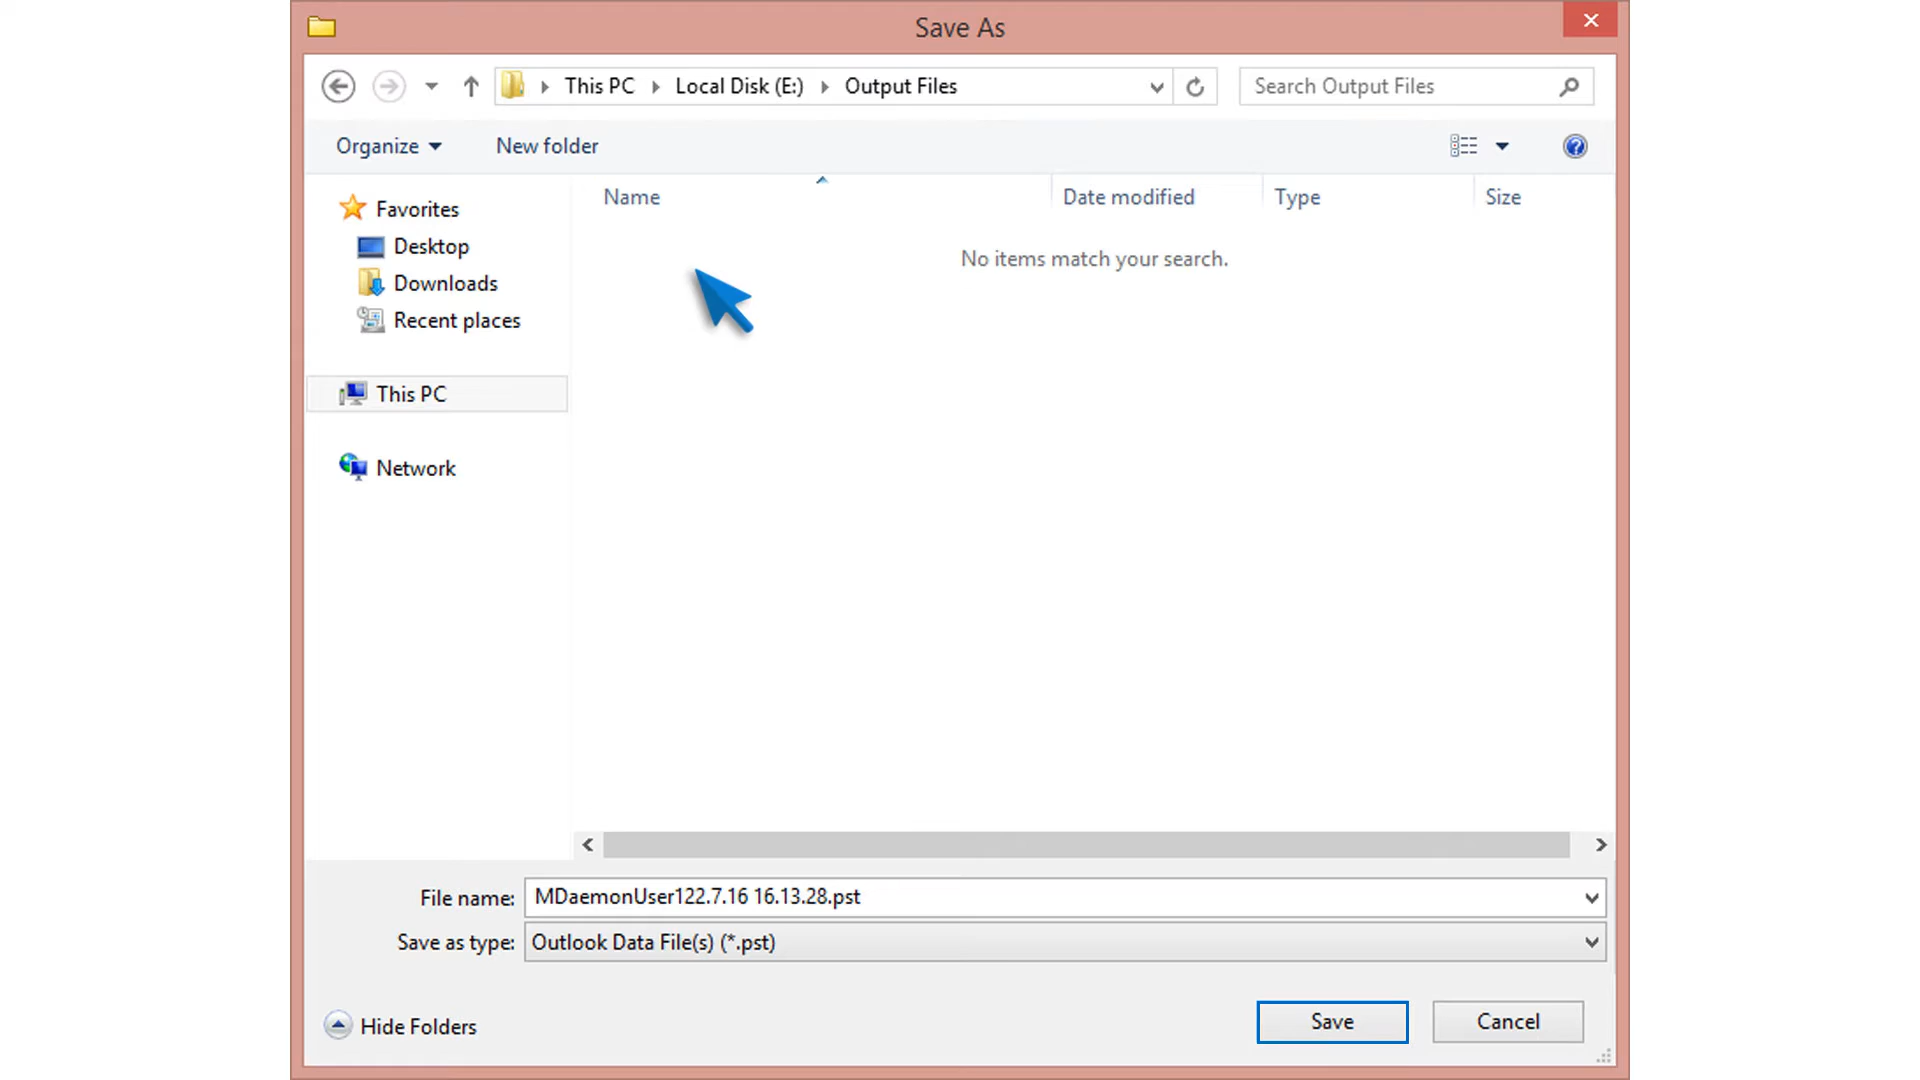 Save As
This PC Local Disk (E:) Output Files
Search Output Files
Organize New folder
Name Date modified Type Size
No items match your search.
Favorites
Desktop
Downloads
Recent places
This PC
Network
File name: MDaemonUser122.7.16 16.13.28.pst
Save as type: Outlook Data File(s) (*.pst)
Hide Folders
Save Cancel